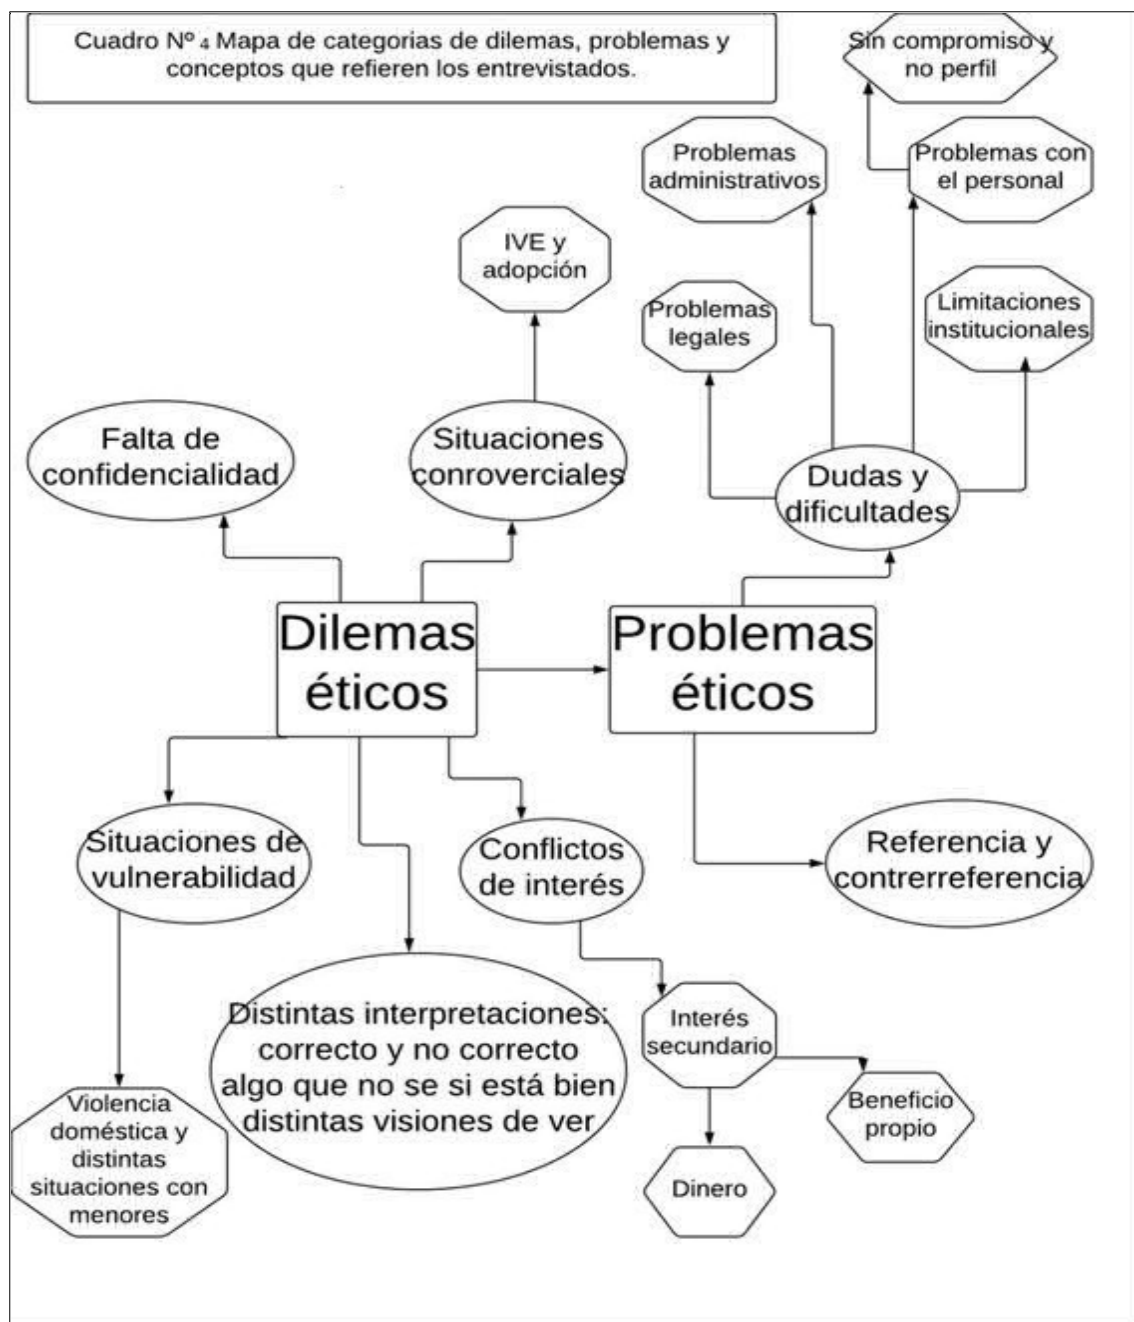 Cuadro Nº 4 Mapa de categorias de dilemas, problemas y
conceptos que refieren los entrevistados.
Sin compromiso y
no perfil
Problemas
administrativos
Problemas con
el personal
IVE y
adopción
Problemas
legales
Limitaciones
institucionales
Falta de
confidencialidad
Situaciones
conroverciales
Dudas y
dificultades
Dilemas
éticos
Problemas
éticos
Situaciones de
vulnerabilidad
Conflictos
de interés
Referencia y
contrerreferencia
Distintas interpretaciones:
correcto y no correcto
algo que no se si está bien
distintas visiones de ver
Interés
secundario
Violencia
doméstica y
distintas
situaciones con
menores
Beneficio
propio
Dinero